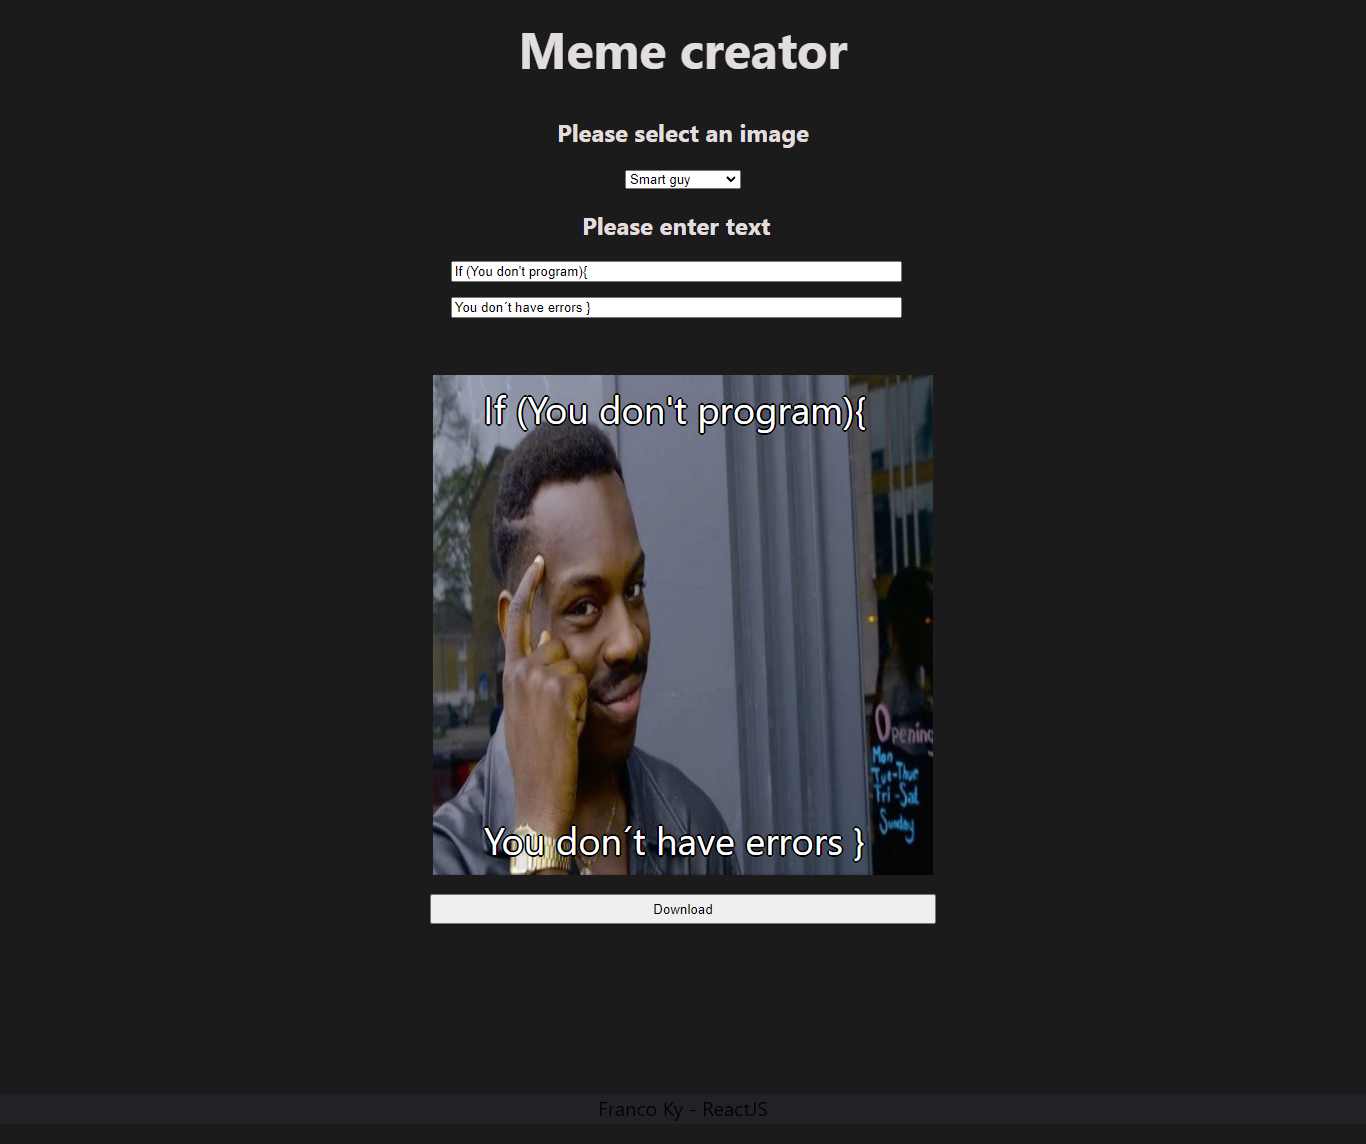 Meme creator
Please select an image
Smart guy
Please enter text
If (You don't program){
You don´t have errors }
If (You don't program){
Opening
Mon
Tue-Thur
Fri-Sat
Sunday
You don´t have errors }
Download
Franco Ky - ReactJS